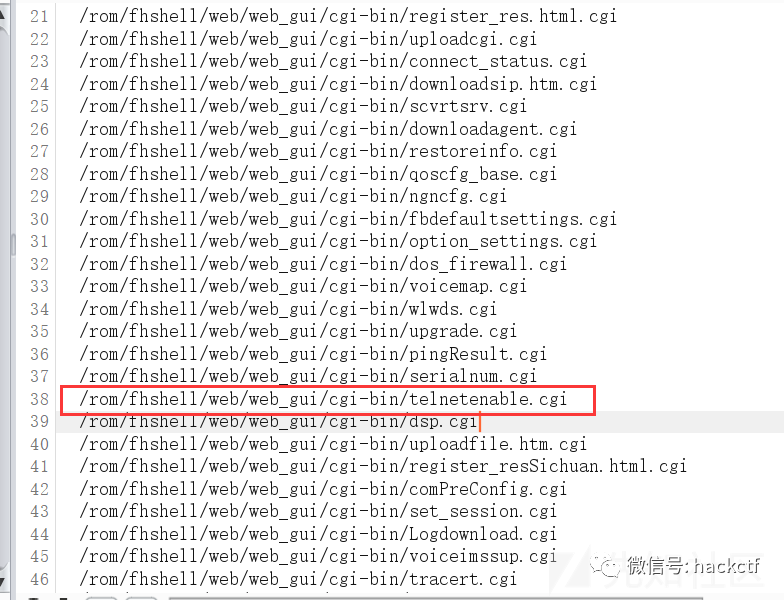 21 /rom/fhshell/web/web_gui/cgi-bin/register_res.html.cgi
22 /rom/fhshell/web/web_gui/cgi-bin/uploadcgi.cgi
23 /rom/fhshell/web/web_gui/cgi-bin/connect_status.cgi
24 /rom/fhshell/web/web_gui/cgi-bin/downloadsip.htm.cgi
25 /rom/fhshell/web/web_gui/cgi-bin/scvrtsrv.cgi
26 /rom/fhshell/web/web_gui/cgi-bin/downloadagent.cgi
27 /rom/fhshell/web/web_gui/cgi-bin/restoreinfo.cgi
28 /rom/fhshell/web/web_gui/cgi-bin/qoscfg_base.cgi
29 /rom/fhshell/web/web_gui/cgi-bin/ngncfg.cgi
30 /rom/fhshell/web/web_gui/cgi-bin/fbdefaultsettings.cgi
31 /rom/fhshell/web/web_gui/cgi-bin/option_settings.cgi
32 /rom/fhshell/web/web_gui/cgi-bin/dos_firewall.cgi
33 /rom/fhshell/web/web_gui/cgi-bin/voicemap.cgi
34 /rom/fhshell/web/web_gui/cgi-bin/wlwds.cgi
35 /rom/fhshell/web/web_gui/cgi-bin/upgrade.cgi
36 /rom/fhshell/web/web_gui/cgi-bin/pingResult.cgi
37 /rom/fhshell/web/web_gui/cgi-bin/serialnum.cgi
38 /rom/fhshell/web/web_gui/cgi-bin/telnetenable.cgi
39 /rom/fhshell/web/web_gui/cgi-bin/dsp.cgi
40 /rom/fhshell/web/web_gui/cgi-bin/uploadfile.htm.cgi
41 /rom/fhshell/web/web_gui/cgi-bin/register_resSichuan.html.cgi
42 /rom/fhshell/web/web_gui/cgi-bin/comPreConfig.cgi
43 /rom/fhshell/web/web_gui/cgi-bin/set_session.cgi
44 /rom/fhshell/web/web_gui/cgi-bin/Logdownload.cgi
45 /rom/fhshell/web/web_gui/cgi-bin/voiceimssup.cgi
微信号: hackctf
46 /rom/fhshell/web/web_gui/cgi-bin/tracert.cgi